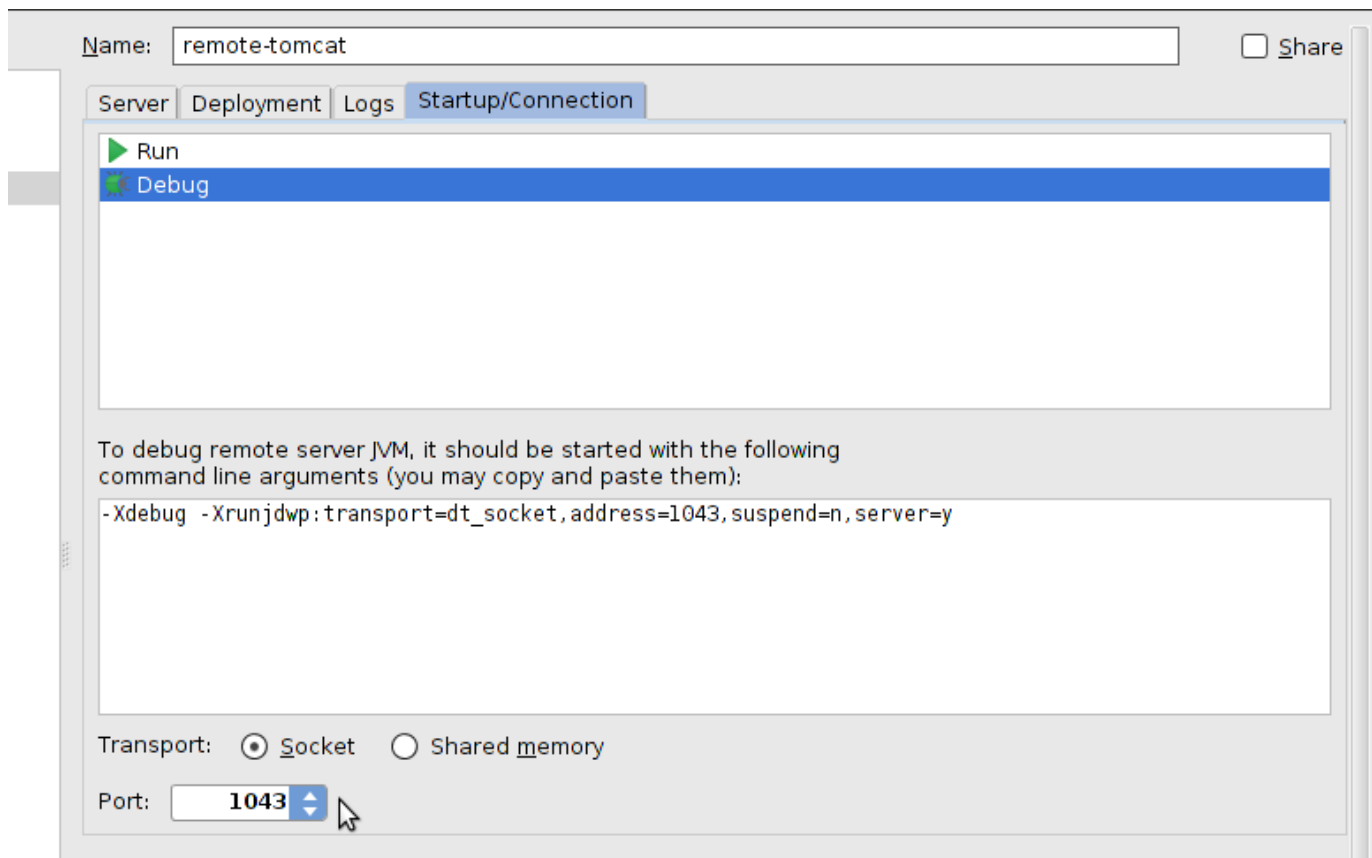 Name: remote-tomcat Share
Server Deployment Logs Startup/Connection
Run
Debug
To debug remote server JVM, it should be started with the following
command line arguments (you may copy and paste them):
-Xdebug -Xrunjdwp:transport=dt_socket,address=1043,suspend=n,server=y
Transport: Socket Shared memory
Port: 1043